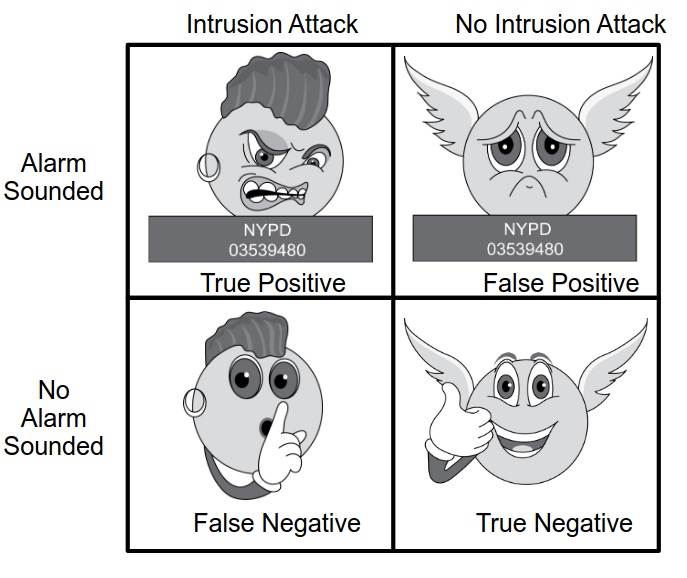 Intrusion Attack
No Intrusion Attack
Alarm
Sounded
NYPD
03539480
True Positive
NYPD
03539480
False Positive
No
Alarm
Sounded
False Negative
True Negative